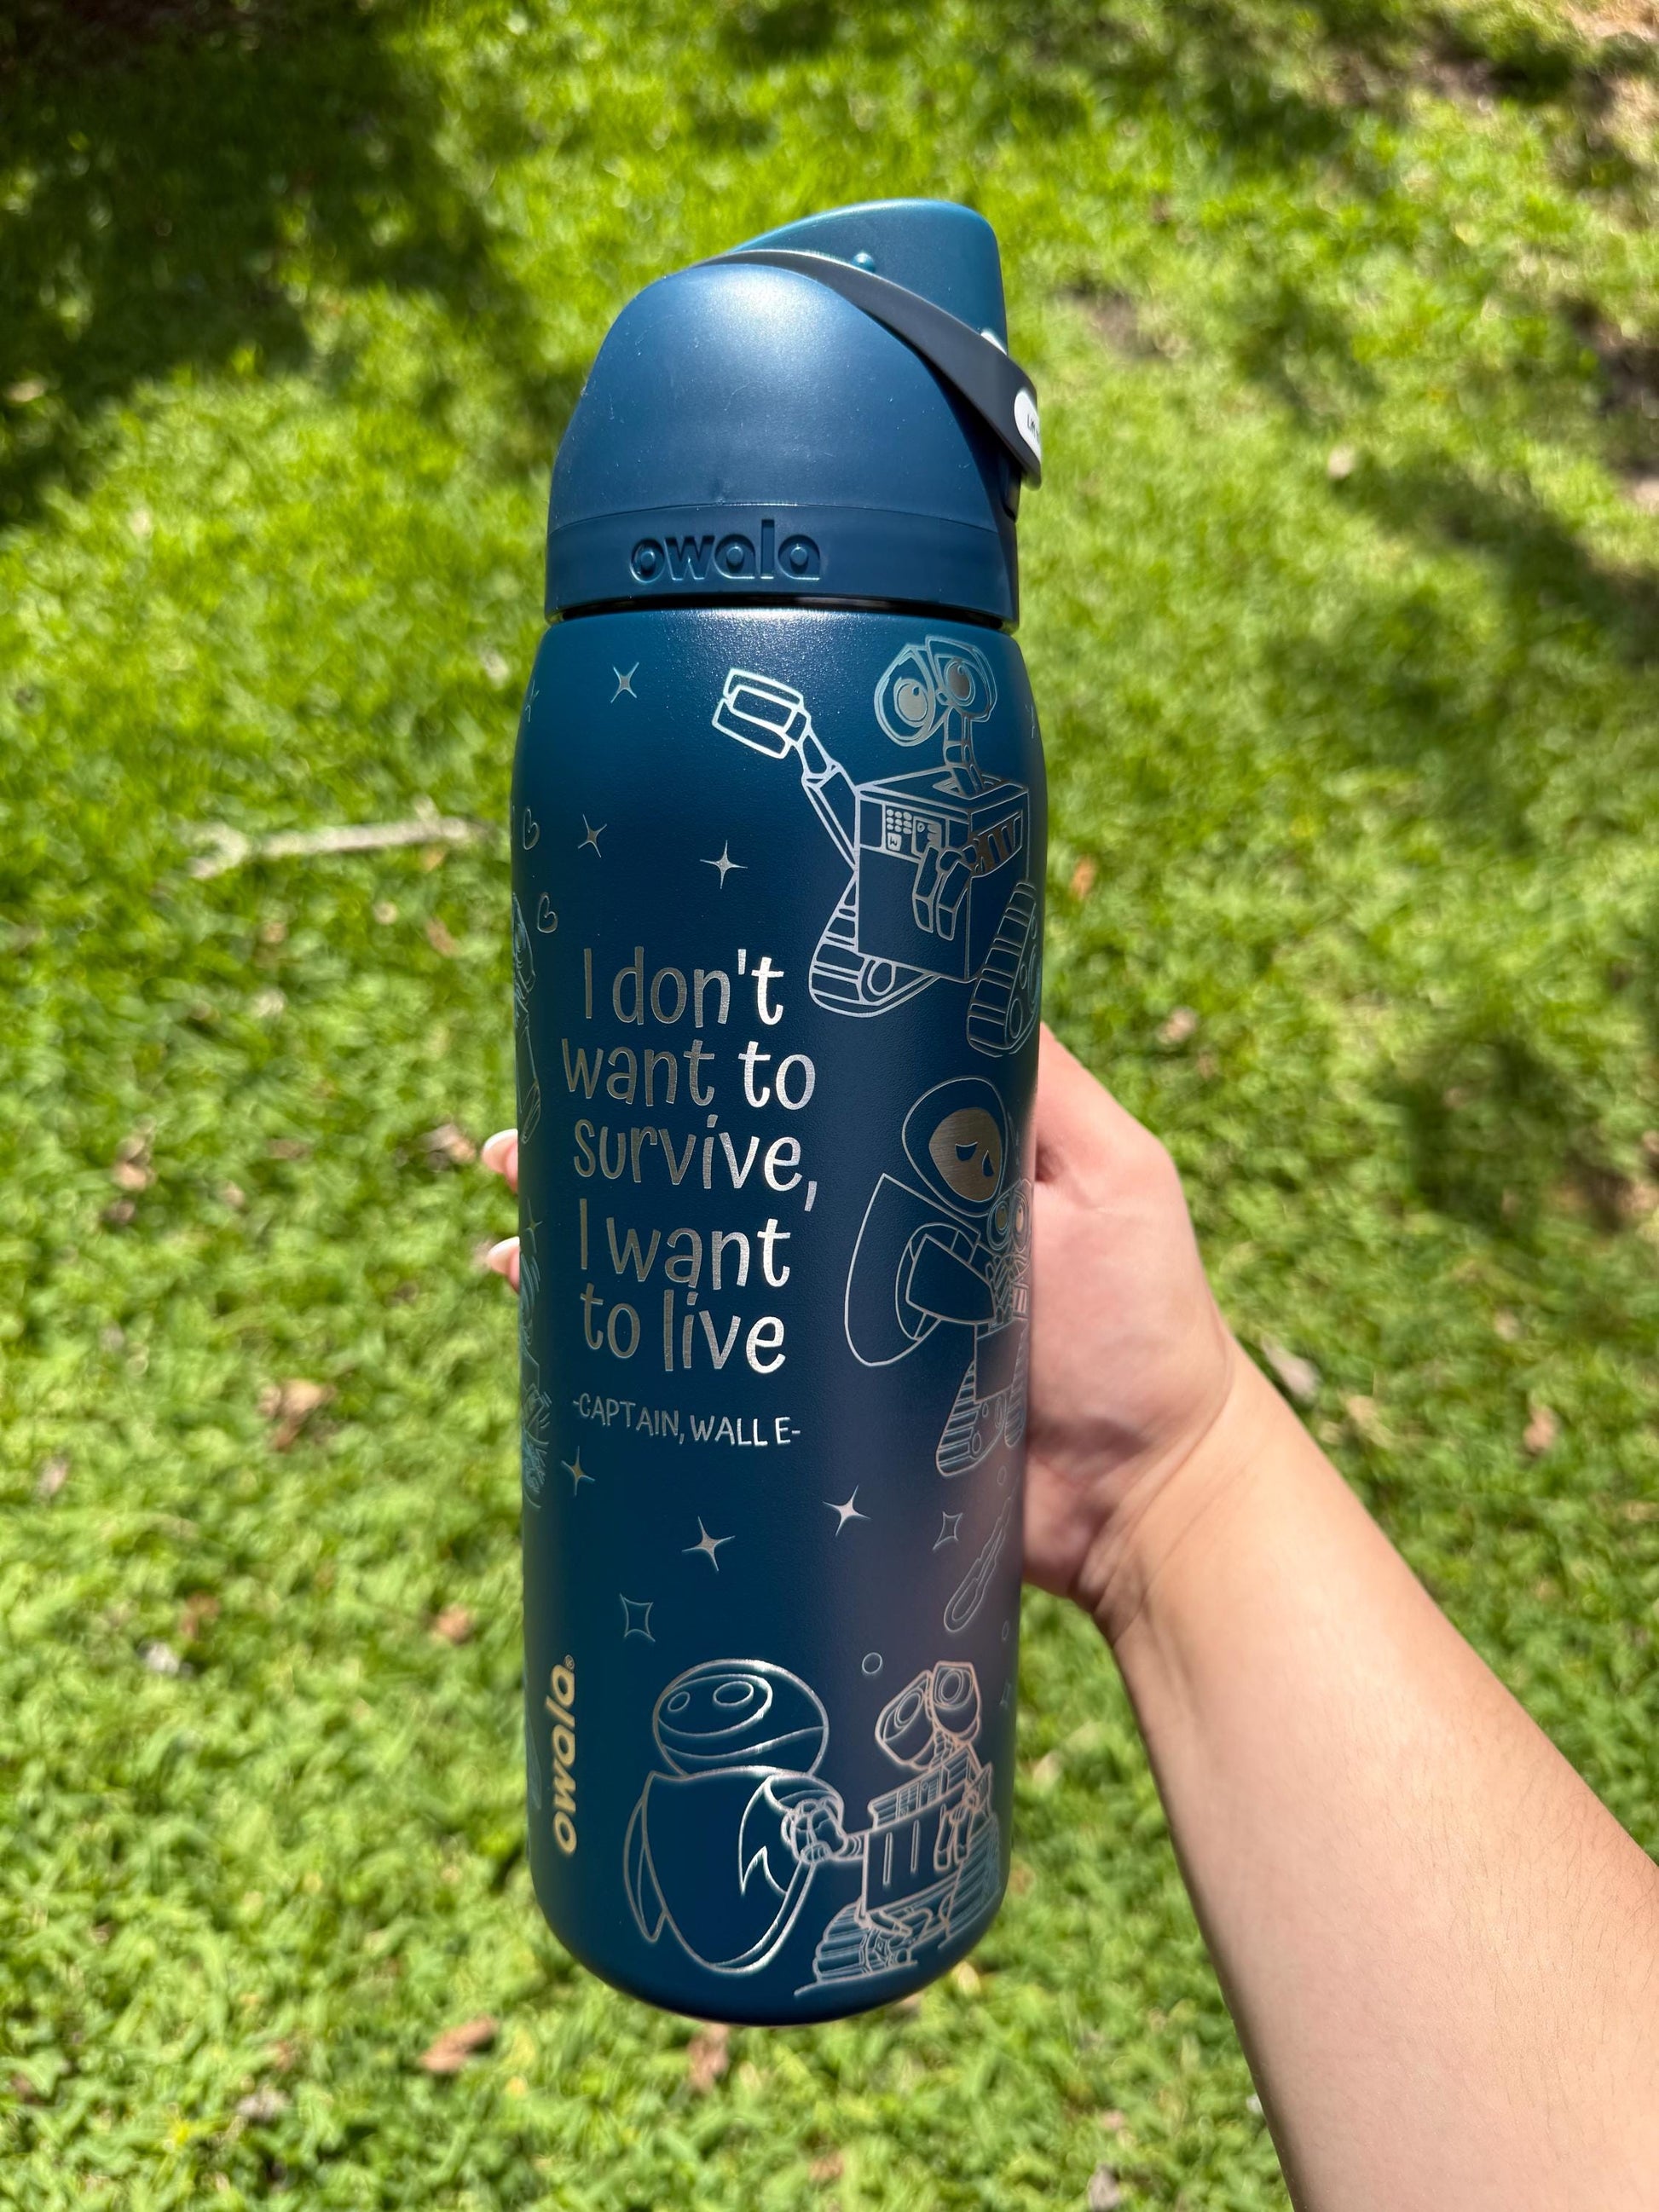 owala
I don't
want to
survive,
I want
to live
-CAPTAIN, WALL E-
owala®